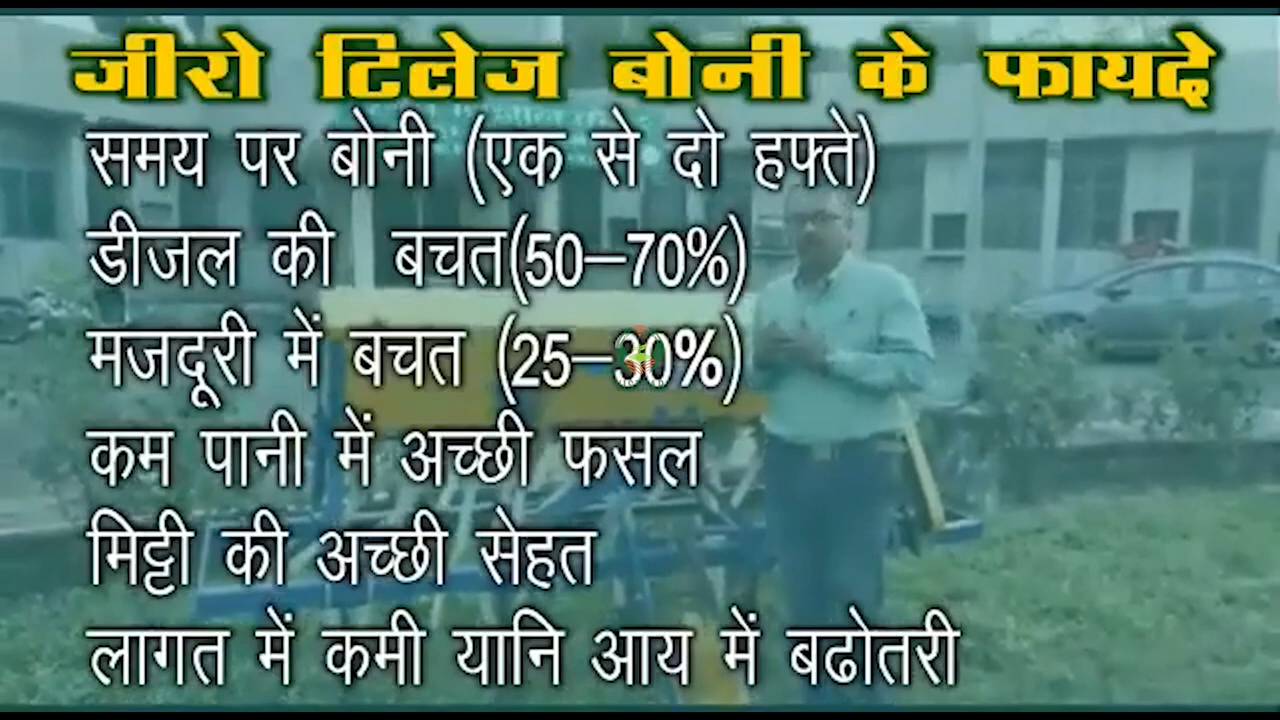 जीरो टिलेज बोनी के फायदे
समय पर बोनी (एक से दो हफ्ते)
डीजल की बचत(50–70%)
मजदूरी में बचत (25–30%)
कम पानी में अच्छी फसल
मिट्टी की अच्छी सेहत
लागत में कमी यानि आय में बढोतरी